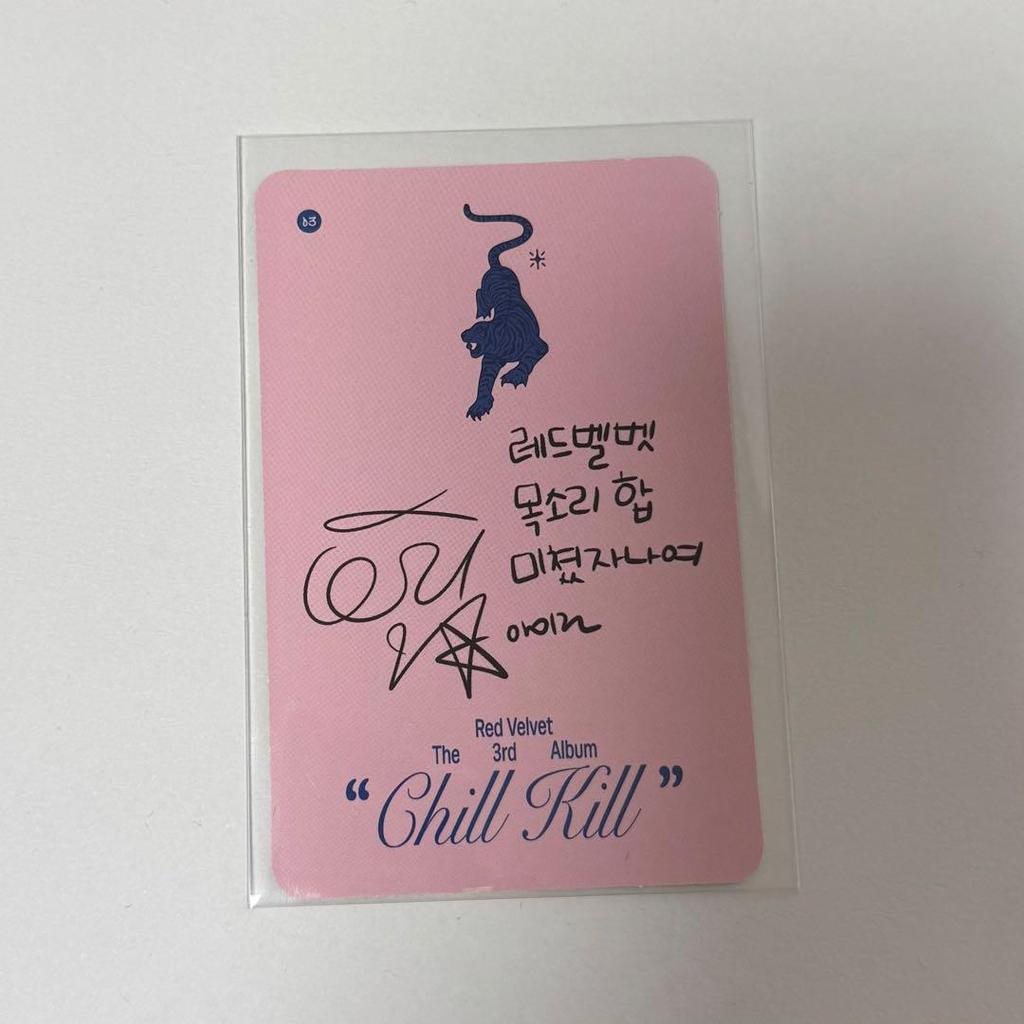 레드벨벳
목소리 합
미쳤자나여
아이린
Red Velvet
The 3rd Album
“Chill Kill”